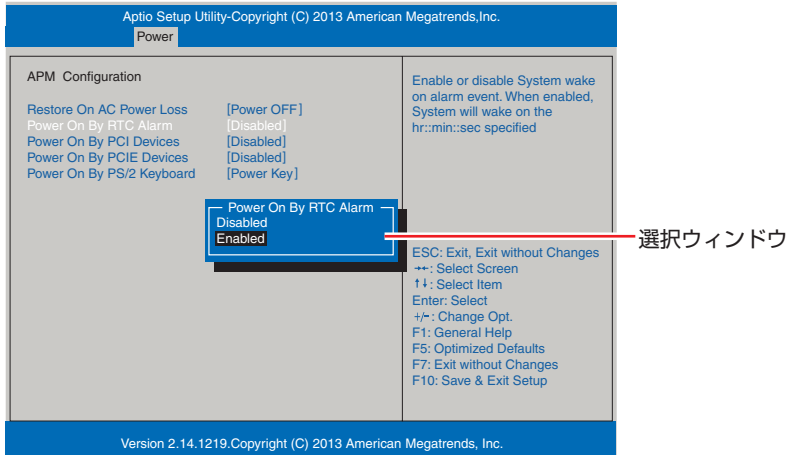 Aptio Setup Utility-Copyright (C) 2013 American Megatrends,Inc.
Power
APM Configuration
Restore On AC Power Loss [Power OFF]
Power On By RTC Alarm [Disabled]
Power On By PCI Devices [Disabled]
Power On By PCIE Devices [Disabled]
Power On By PS/2 Keyboard [Power Key]
Power On By RTC Alarm
Disabled
Enabled
Enable or disable System wake
on alarm event. When enabled,
System will wake on the
hr::min::sec specified
選択ウィンドウ
ESC: Exit, Exit without Changes
→←: Select Screen
↑↓: Select Item
Enter: Select
+/-: Change Opt.
F1: General Help
F5: Optimized Defaults
F7: Exit without Changes
F10: Save & Exit Setup
Version 2.14.1219.Copyright (C) 2013 American Megatrends, Inc.